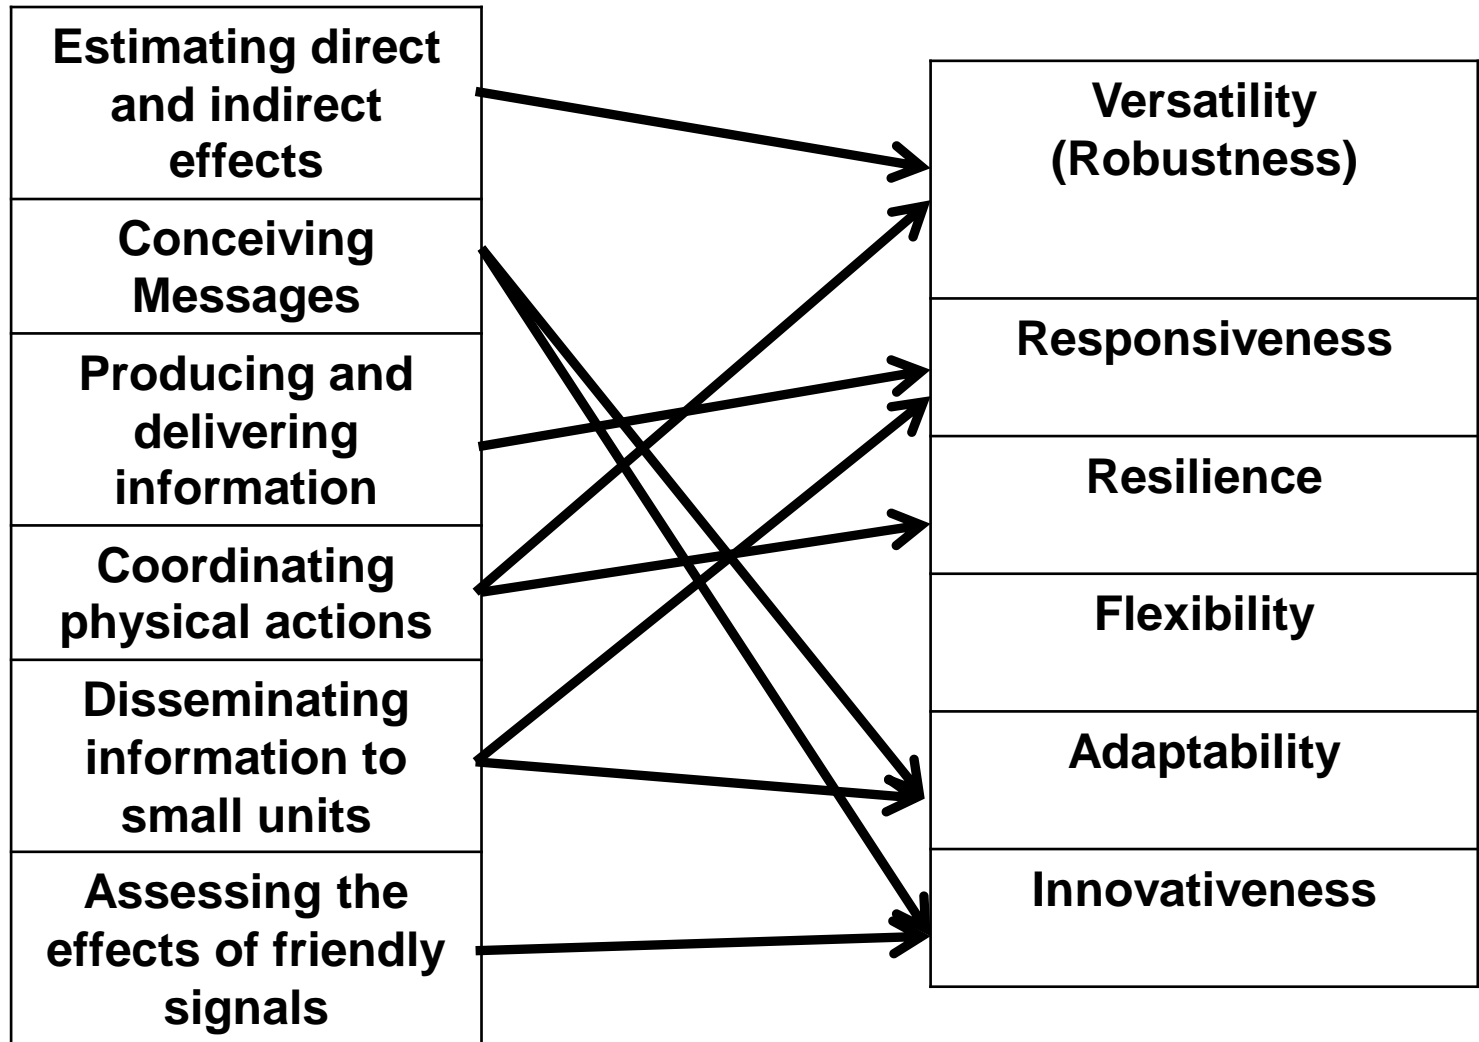 Estimating direct
and indirect
effects
Conceiving
Messages
Producing and
delivering
information
Coordinating
physical actions
Disseminating
information to
small units
Assessing the
effects of friendly
signals
Versatility
(Robustness)
Responsiveness
Resilience
Flexibility
Adaptability
Innovativeness